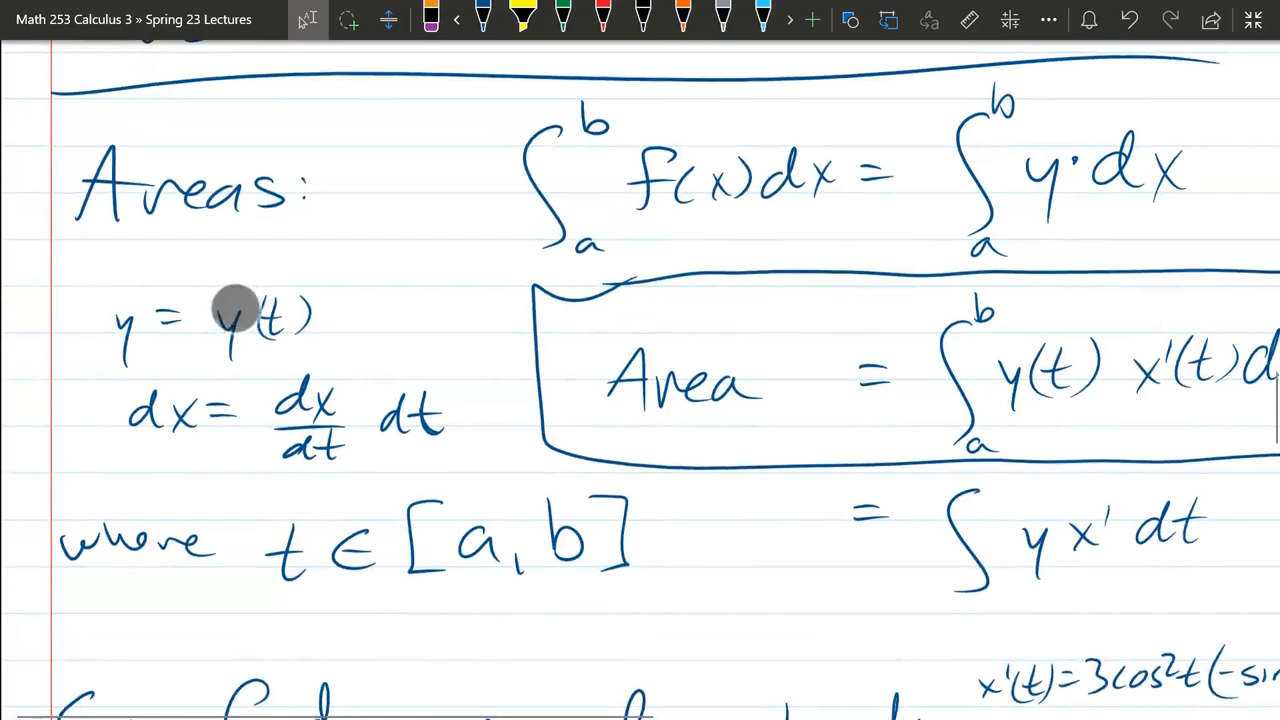 Math 253 Calculus 3 » Spring 23 Lectures
Areas: ∫_a^b f(x)dx = ∫_a^b y·dx
y = y(t)
Area = ∫_a^b y(t) x'(t)d
dx = dx/dt dt
where t ∈ [a, b] = ∫ y x' dt
x'(t)=3cos²t(-sin